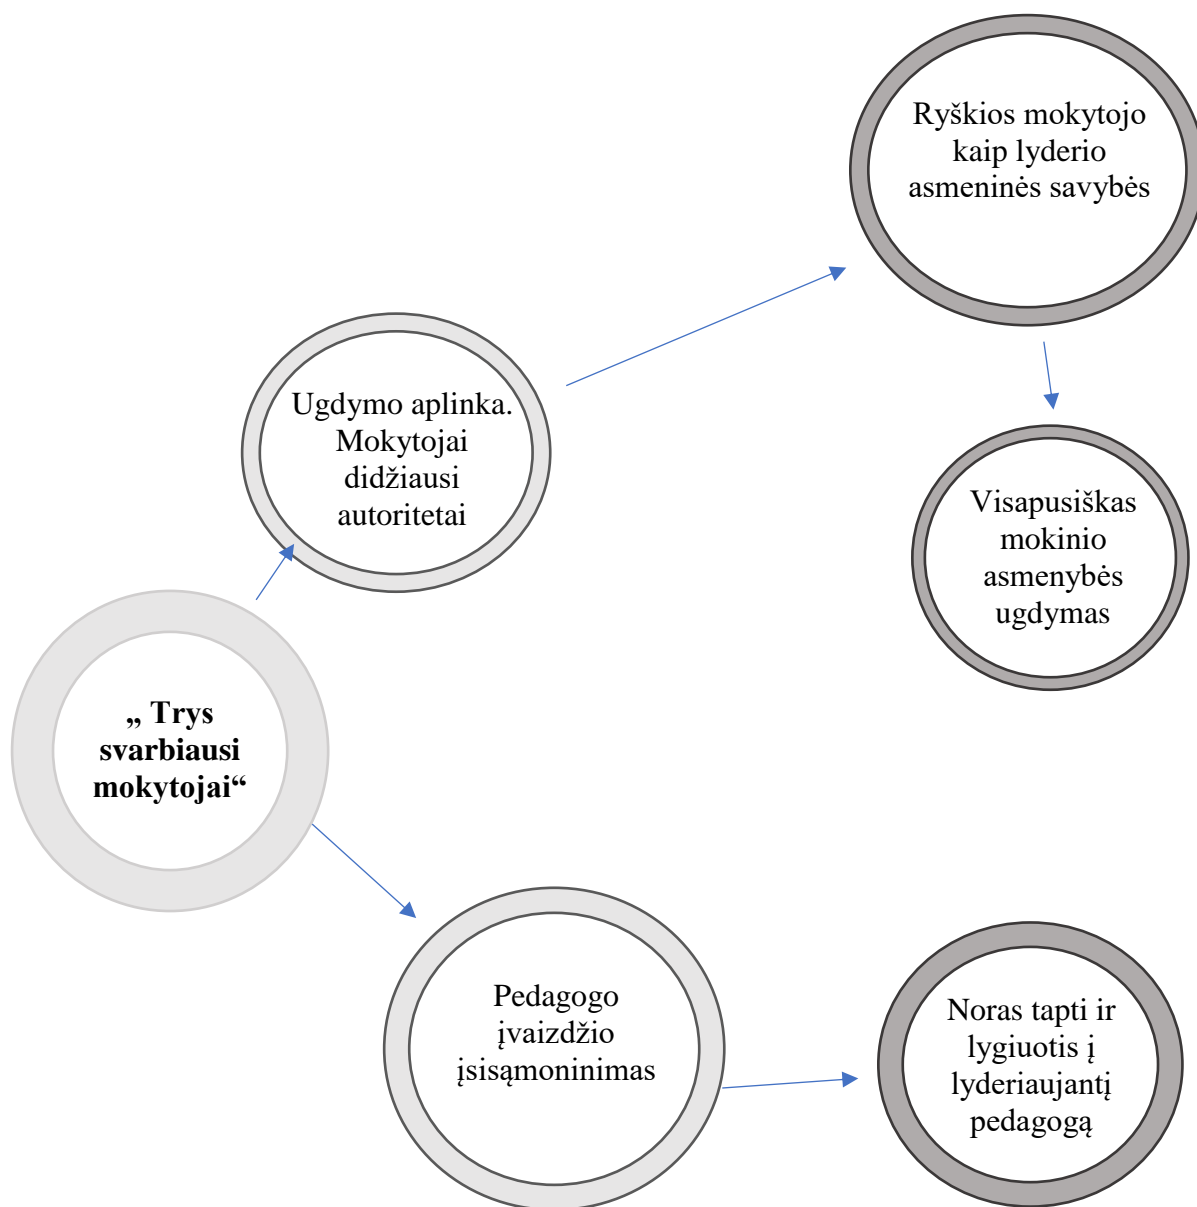 Ryškios mokytojo
kaip lyderio
asmeninės savybės
Ugdymo aplinka.
Mokytojai
didžiausi
autoritetai
Visapusiškas
mokinio
asmenybės
ugdymas
„ Trys
svarbiausi
mokytojai“
Pedagogo
įvaizdžio
įsisąmoninimas
Noras tapti ir
lygiuotis į
lyderiaujantį
pedagogą